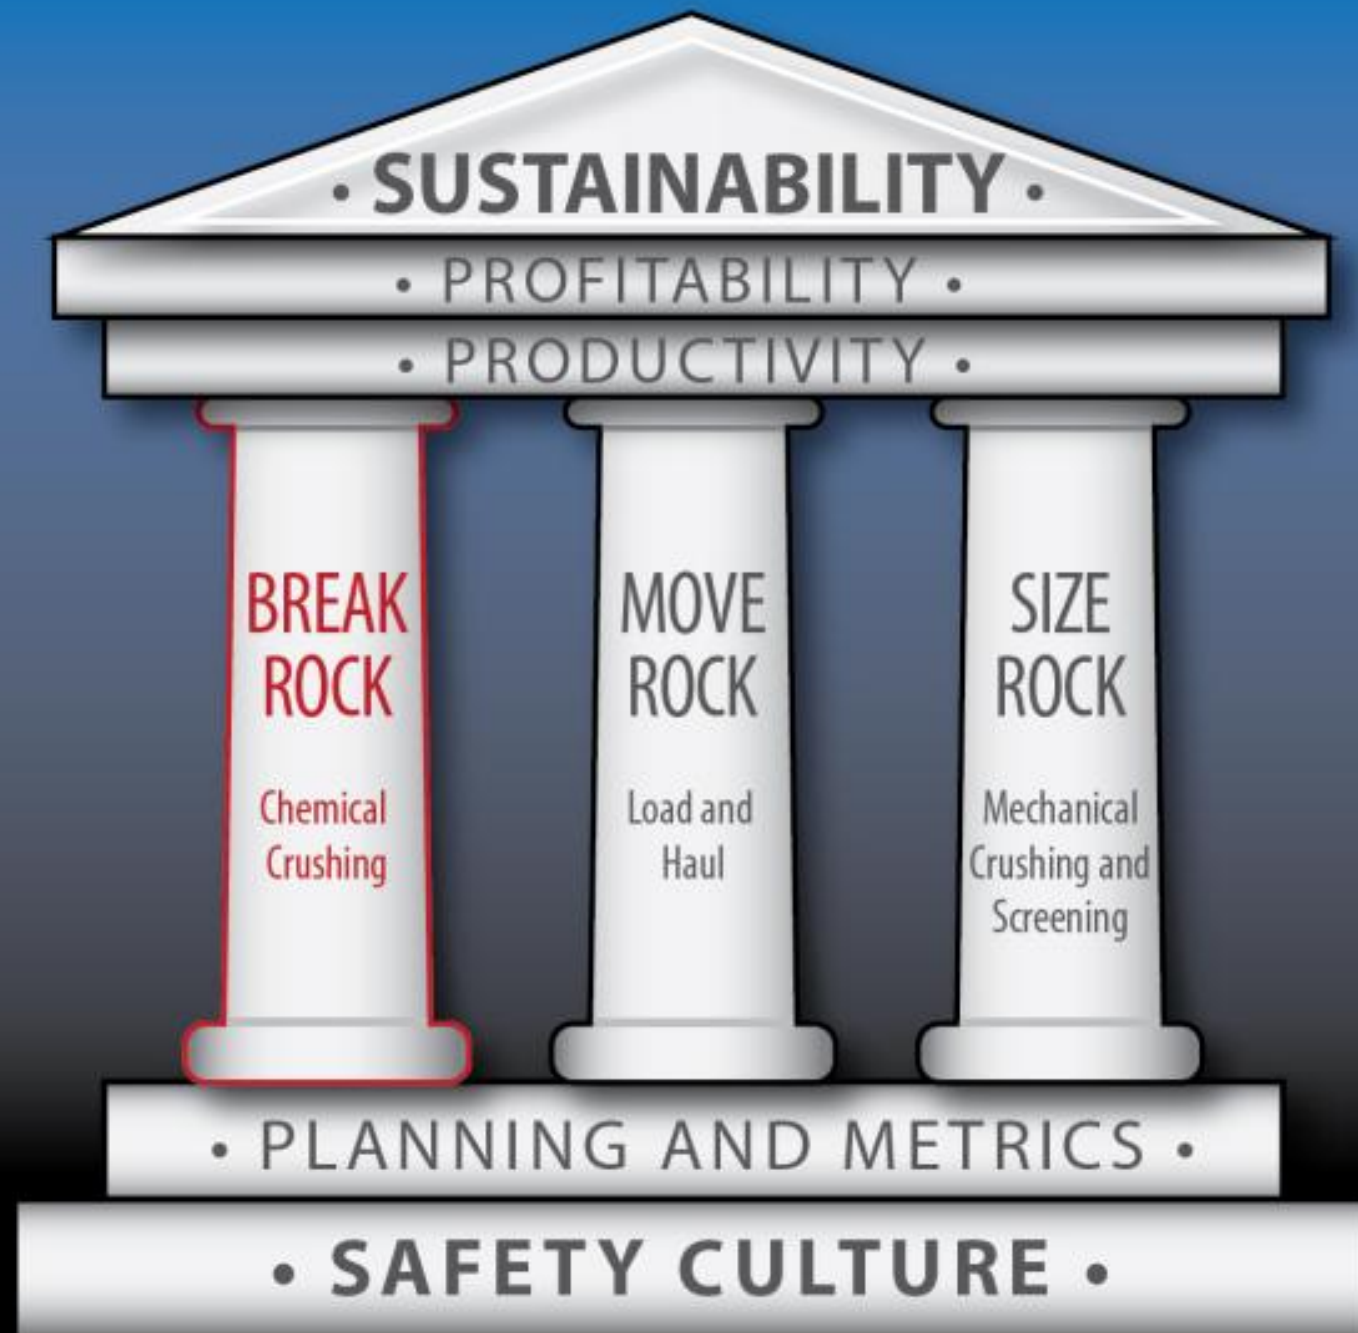 • SUSTAINABILITY •
• PROFITABILITY •
• PRODUCTIVITY •
BREAK
ROCK
Chemical
Crushing
MOVE
ROCK
Load and
Haul
SIZE
ROCK
Mechanical
Crushing and
Screening
• PLANNING AND METRICS •
• SAFETY CULTURE •